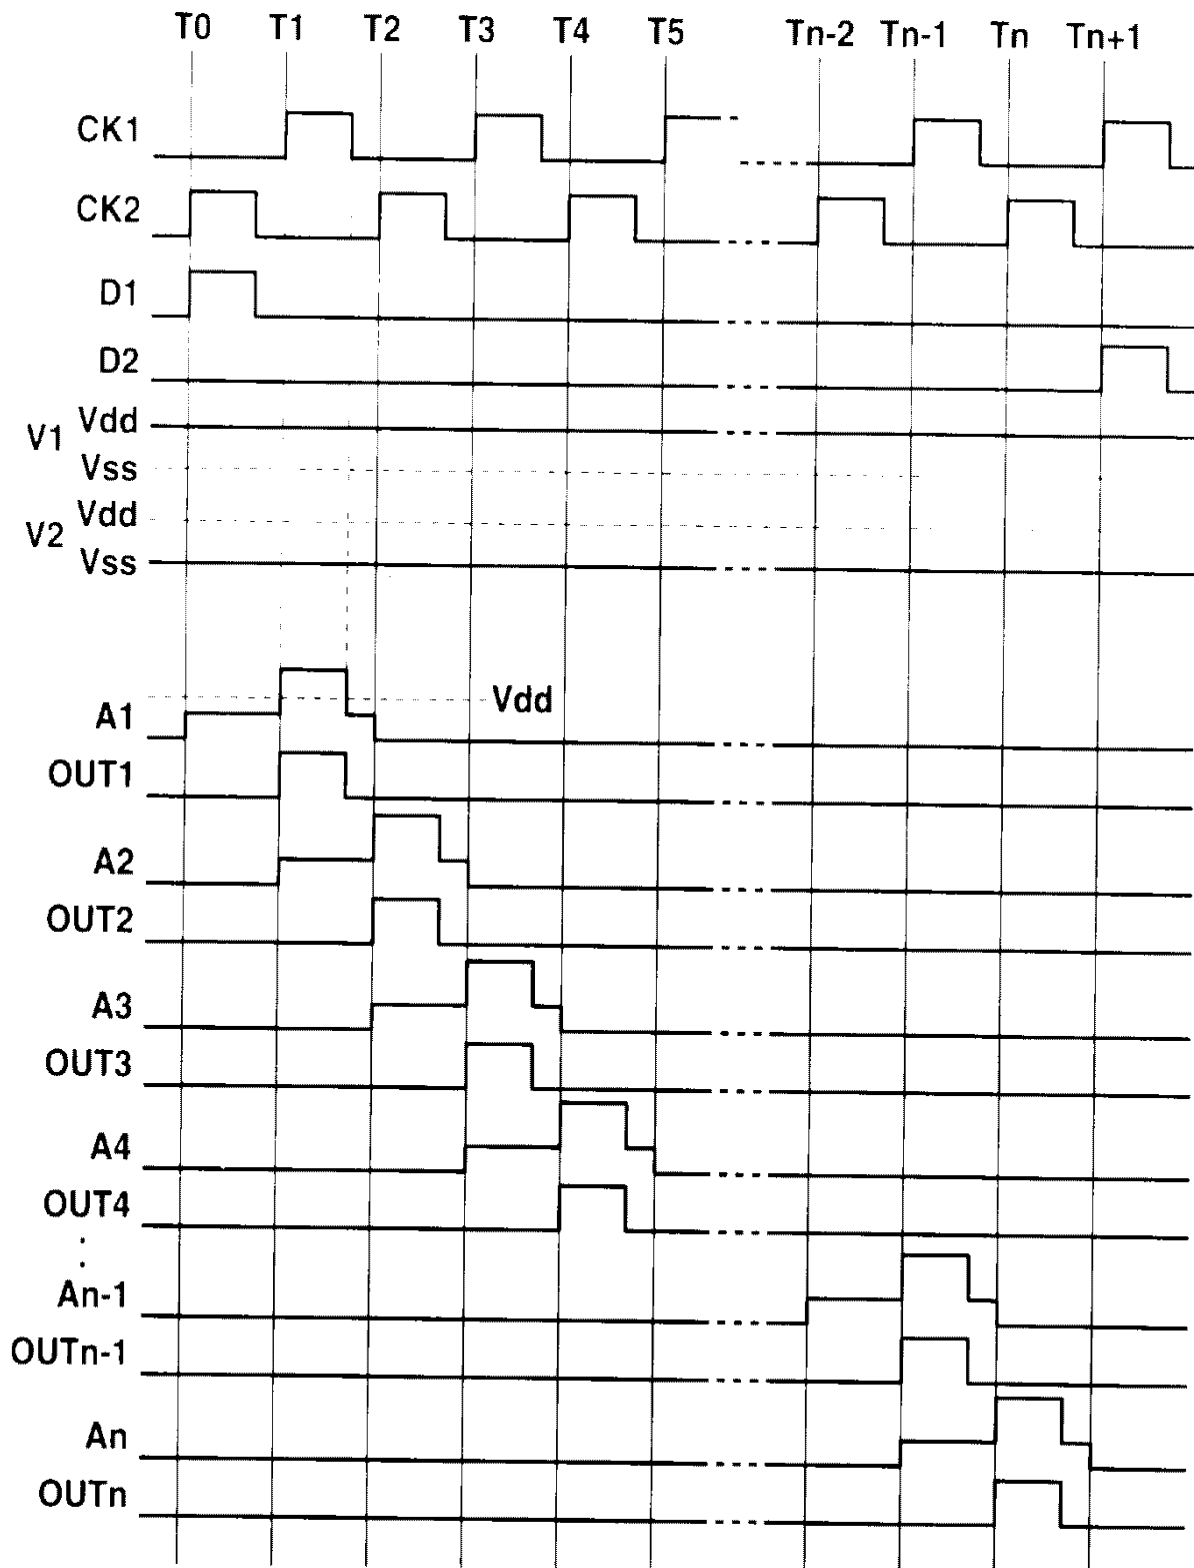 T0 T1 T2 T3 T4 T5 Tn-2 Tn-1 Tn Tn+1
CK1
CK2
D1
D2
V1 Vdd
Vss
V2 Vdd
Vss
Vdd
A1
OUT1
A2
OUT2
A3
OUT3
A4
OUT4
An-1
OUTn-1
An
OUTn